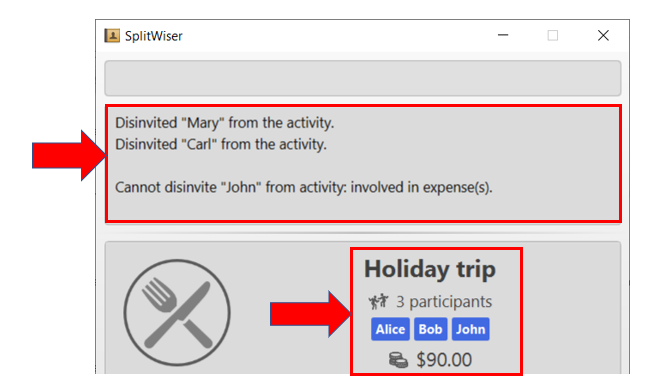 SplitWiser
Disinvited "Mary" from the activity.
Disinvited "Carl" from the activity.
Cannot disinvite "John" from activity: involved in expense(s).
Holiday trip
3 participants
Alice Bob John
$90.00